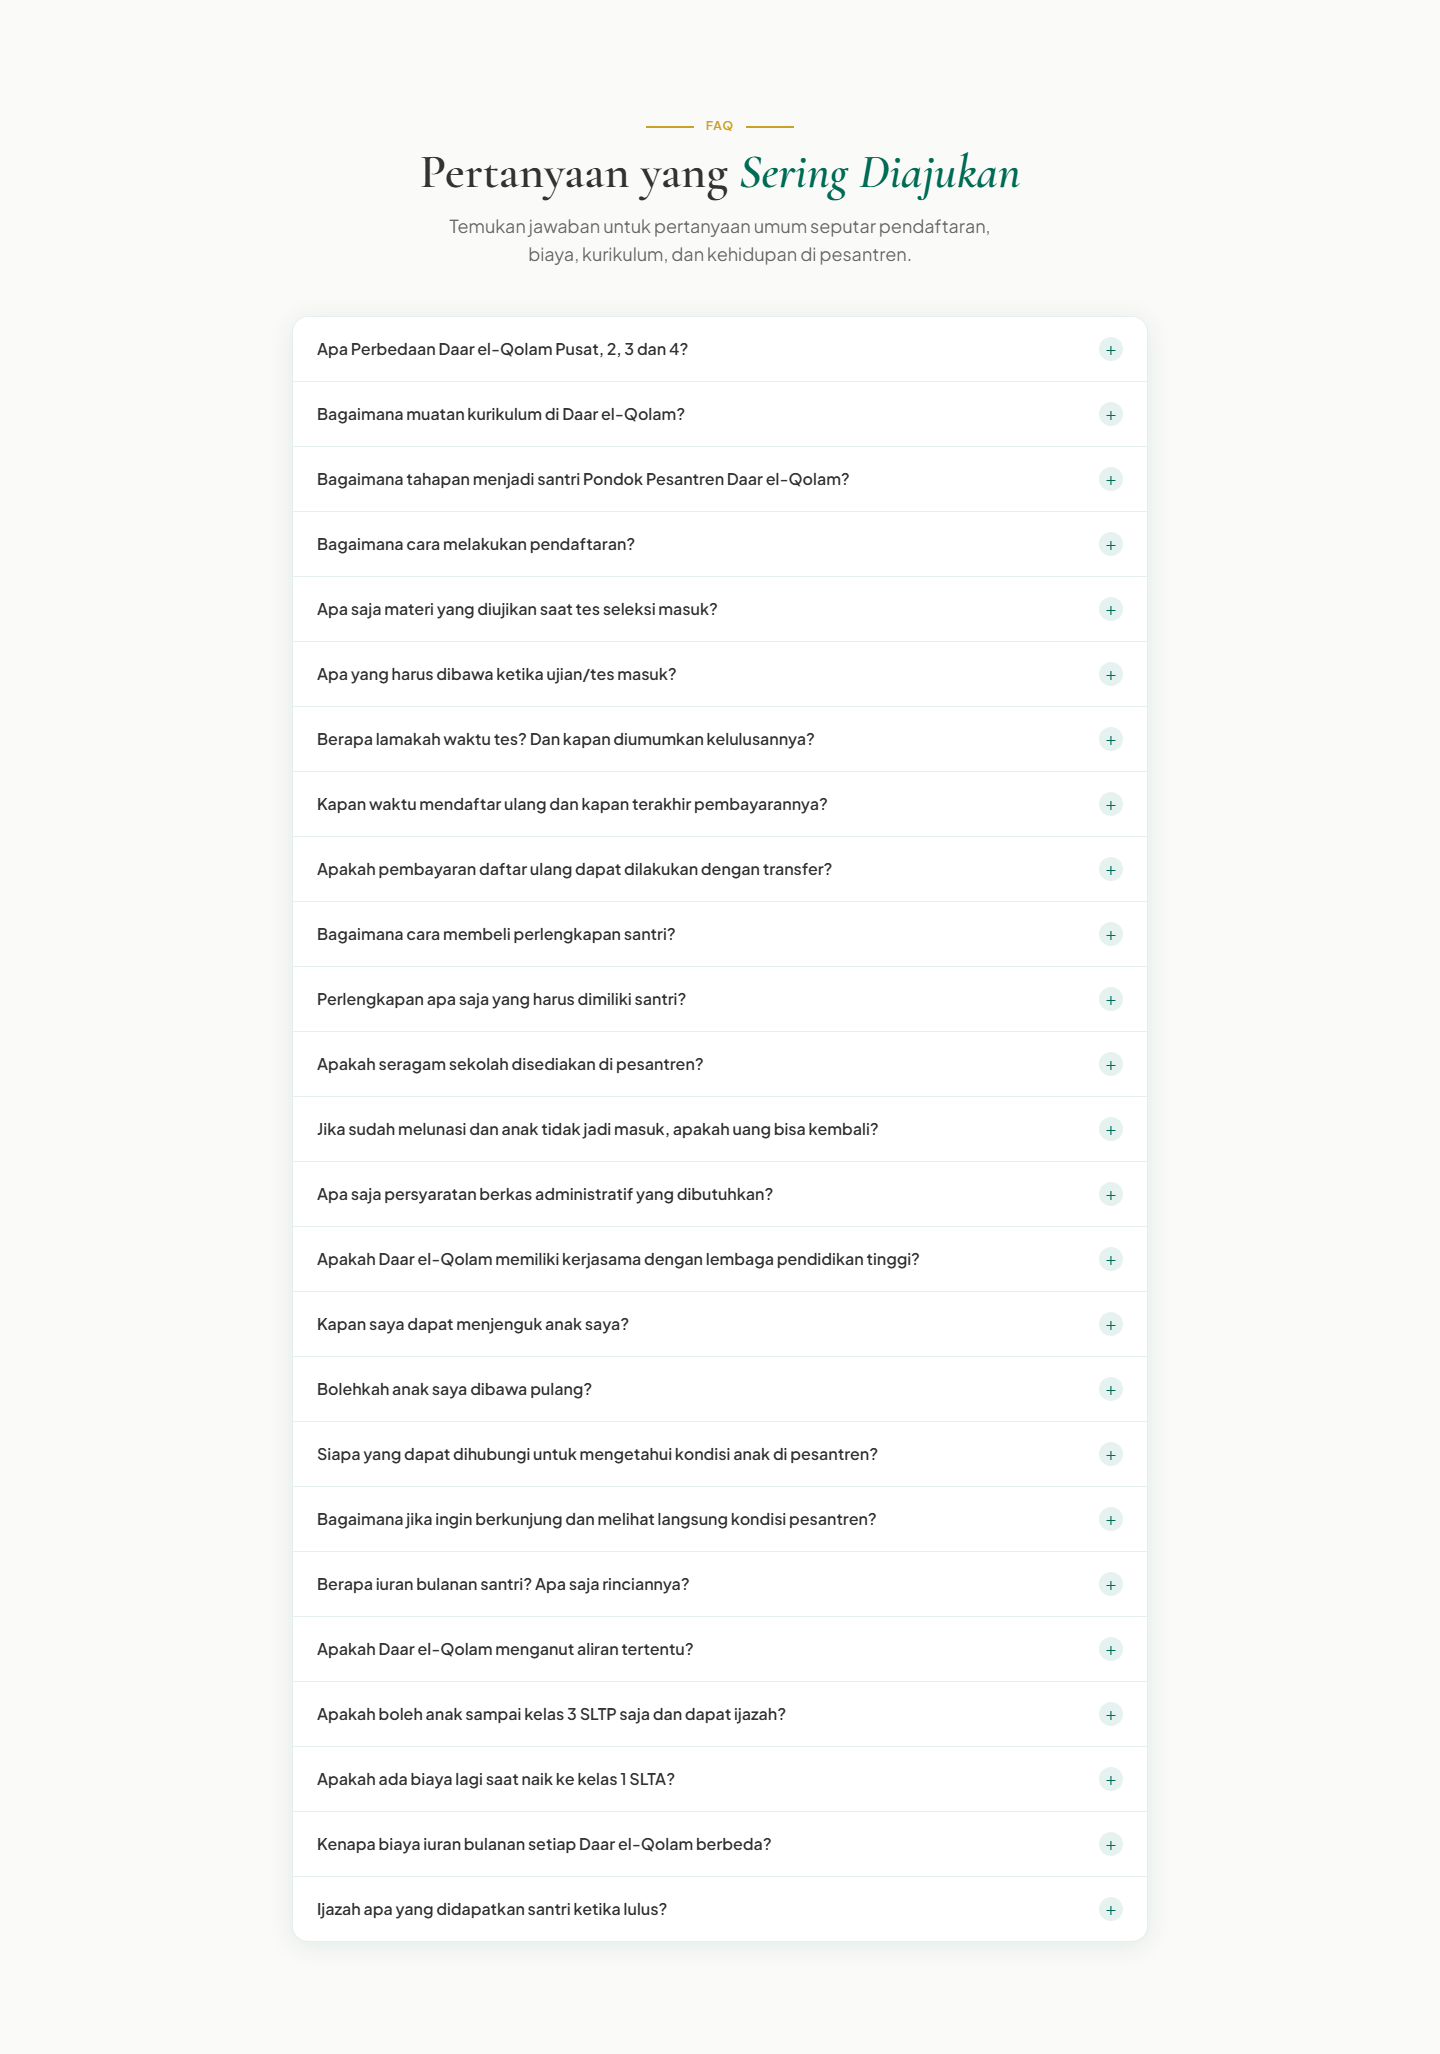 FAQ
Pertanyaan yang Sering Diajukan
Temukan jawaban untuk pertanyaan umum seputar pendaftaran,
biaya, kurikulum, dan kehidupan di pesantren.
Apa Perbedaan Daar el-Qolam Pusat, 2, 3 dan 4?
+
Bagaimana muatan kurikulum di Daar el-Qolam?
+
Bagaimana tahapan menjadi santri Pondok Pesantren Daar el-Qolam?
+
Bagaimana cara melakukan pendaftaran?
+
Apa saja materi yang diujikan saat tes seleksi masuk?
+
Apa yang harus dibawa ketika ujian/tes masuk?
+
Berapa lamakah waktu tes? Dan kapan diumumkan kelulusannya?
+
Kapan waktu mendaftar ulang dan kapan terakhir pembayarannya?
+
Apakah pembayaran daftar ulang dapat dilakukan dengan transfer?
+
Bagaimana cara membeli perlengkapan santri?
+
Perlengkapan apa saja yang harus dimiliki santri?
+
Apakah seragam sekolah disediakan di pesantren?
+
Jika sudah melunasi dan anak tidak jadi masuk, apakah uang bisa kembali?
+
Apa saja persyaratan berkas administratif yang dibutuhkan?
+
Apakah Daar el-Qolam memiliki kerjasama dengan lembaga pendidikan tinggi?
+
Kapan saya dapat menjenguk anak saya?
+
Bolehkah anak saya dibawa pulang?
+
Siapa yang dapat dihubungi untuk mengetahui kondisi anak di pesantren?
+
Bagaimana jika ingin berkunjung dan melihat langsung kondisi pesantren?
+
Berapa iuran bulanan santri? Apa saja rinciannya?
+
Apakah Daar el-Qolam menganut aliran tertentu?
+
Apakah boleh anak sampai kelas 3 SLTP saja dan dapat ijazah?
+
Apakah ada biaya lagi saat naik ke kelas 1 SLTA?
+
Kenapa biaya iuran bulanan setiap Daar el-Qolam berbeda?
+
Ijazah apa yang didapatkan santri ketika lulus?
+